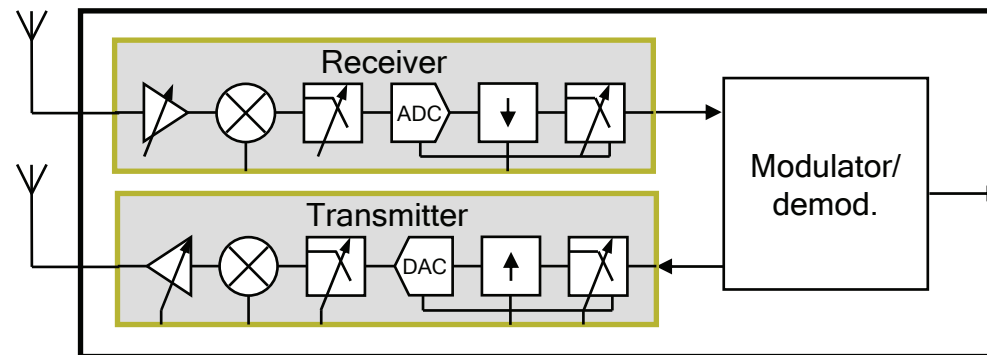 Receiver
ADC
Modulator/
demod.
Transmitter
DAC